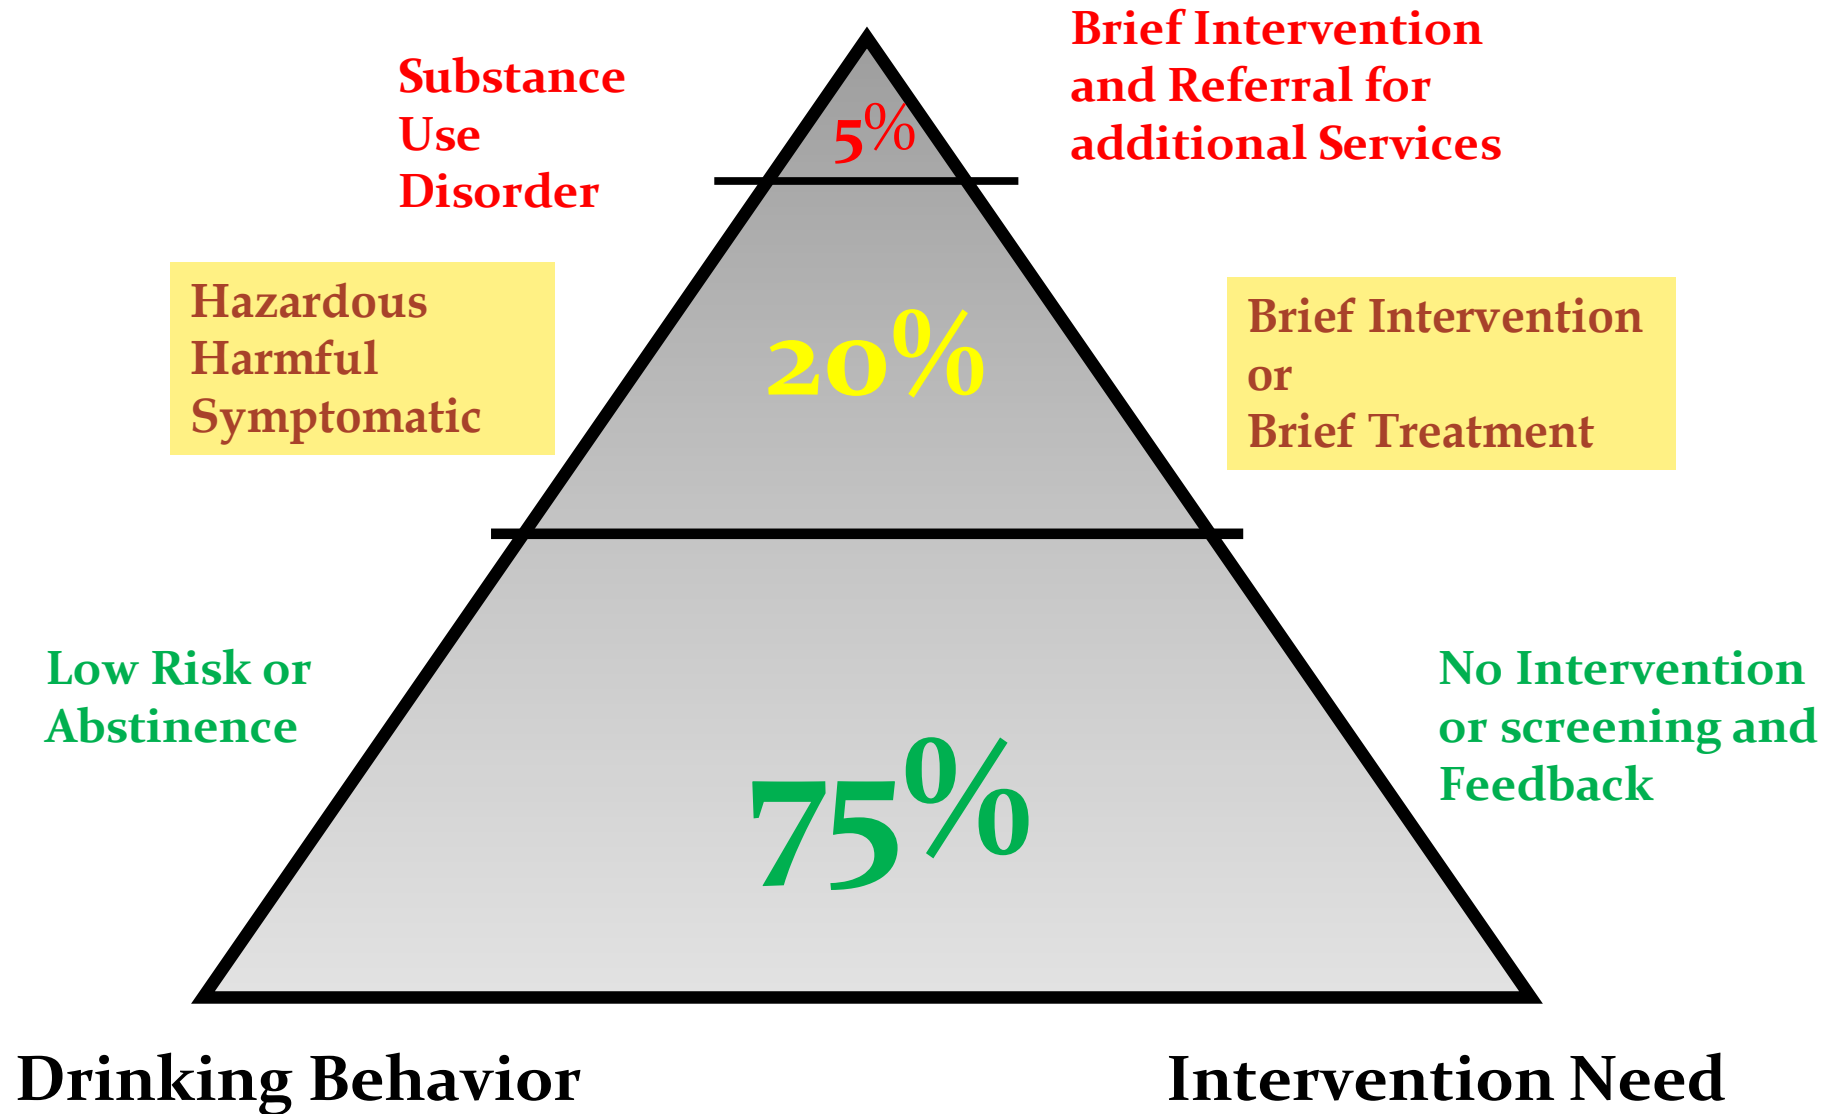 Substance
Use
Disorder
5%
Brief Intervention
and Referral for
additional Services
Hazardous
Harmful
Symptomatic
20%
Brief Intervention
or
Brief Treatment
Low Risk or
Abstinence
75%
No Intervention
or screening and
Feedback
Drinking Behavior
Intervention Need